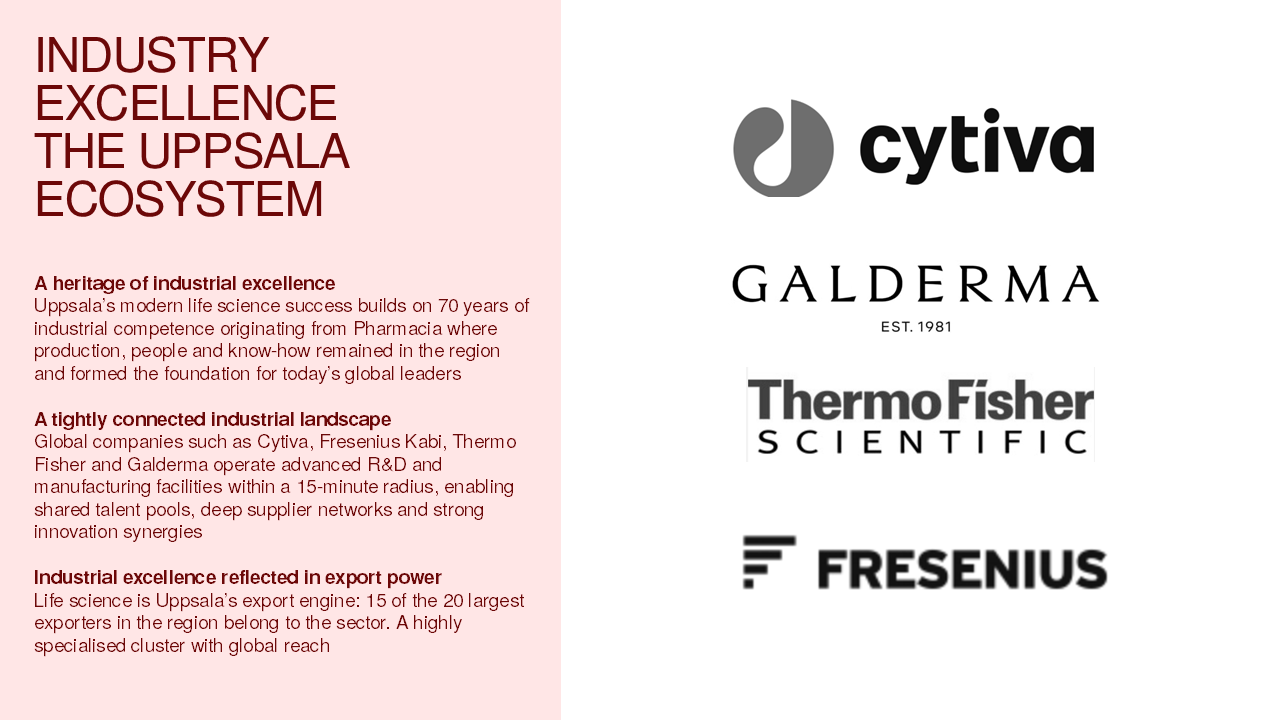 INDUSTRY
EXCELLENCE
THE UPPSALA
ECOSYSTEM
A heritage of industrial excellence
Uppsala’s modern life science success builds on 70 years of
industrial competence originating from Pharmacia where
production, people and know-how remained in the region
and formed the foundation for today’s global leaders
A tightly connected industrial landscape
Global companies such as Cytiva, Fresenius Kabi, Thermo
Fisher and Galderma operate advanced R&D and
manufacturing facilities within a 15-minute radius, enabling
shared talent pools, deep supplier networks and strong
innovation synergies
Industrial excellence reflected in export power
Life science is Uppsala’s export engine: 15 of the 20 largest
exporters in the region belong to the sector. A highly
specialised cluster with global reach
cytiva
GALDERMA
EST. 1981
ThermoFisher
SCIENTIFIC
FRESENIUS